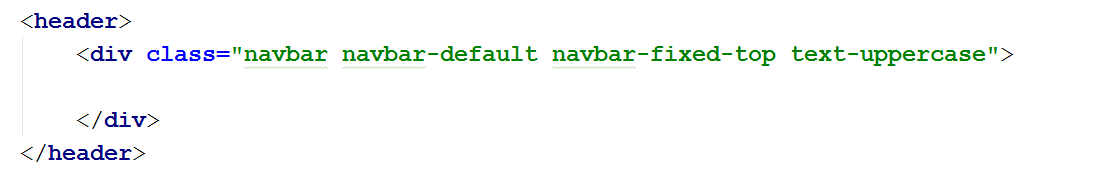 <header>
<div class="navbar navbar-default navbar-fixed-top text-uppercase">
</div>
</header>